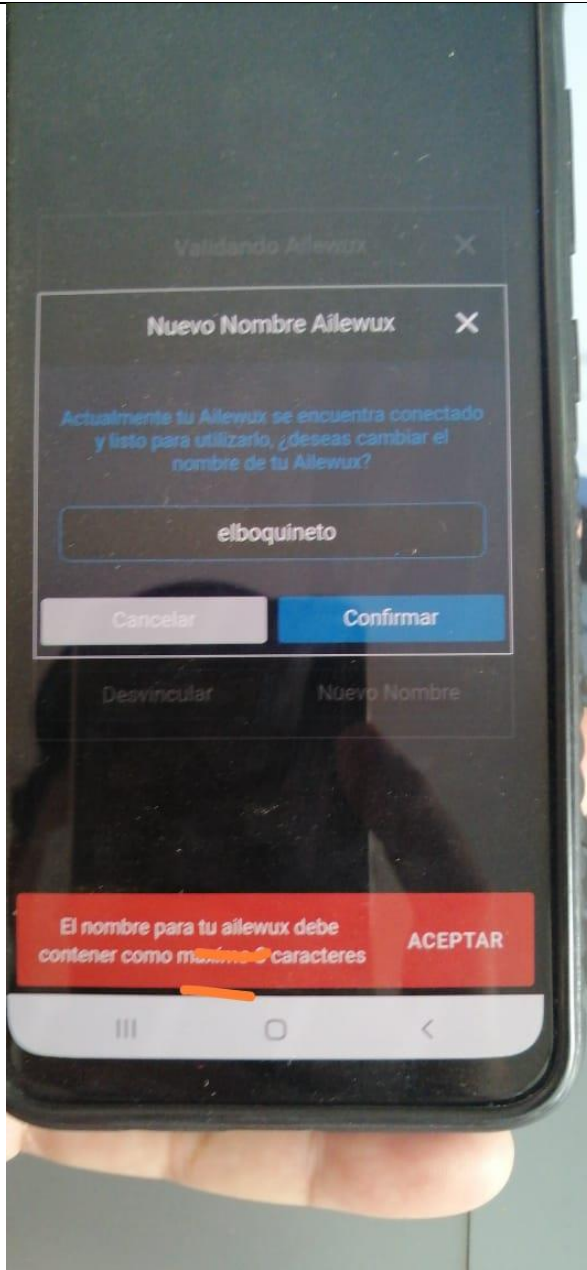 Validando Ailewux
Nuevo Nombre Ailewux
Actualmente tu Ailewux se encuentra conectado
y listo para utilizarlo, ¿deseas cambiar el
nombre de tu Ailewux?
elboquineto
Cancelar
Confirmar
Desvincular
Nuevo Nombre
El nombre para tu ailewux debe
contener como caracteres
ACEPTAR